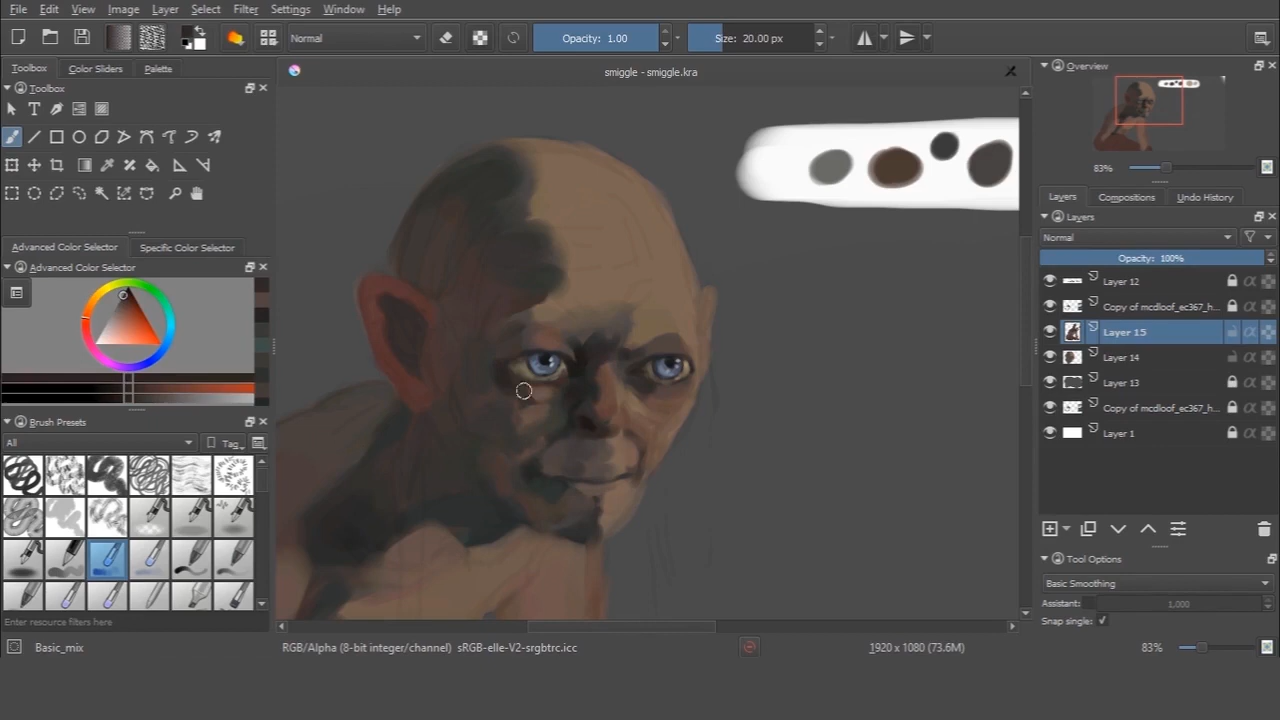 File Edit View Image Layer Select Filter Settings Window Help
Normal Opacity: 1.00 Size: 20.00 px
Toolbox Color Sliders Palette
smiggle - smiggle.kra
Overview
Toolbox
83%
Layers Compositions Undo History
Layers
Normal
Advanced Color Selector Specific Color Selector
Opacity: 100%
Advanced Color Selector
Layer 12
Copy of mcdloof_ec367_h...
Layer 15
Layer 14
Layer 13
Copy of mcdloof_ec367_h...
Layer 1
Brush Presets
All Tag
Tool Options
Basic Smoothing
Assistant: 1,000
Snap single:
Enter resource filters here
Basic_mix RGB/Alpha (8-bit integer/channel) sRGB-elle-V2-srgbtrc.icc 1920 x 1080 (73.6M) 83%